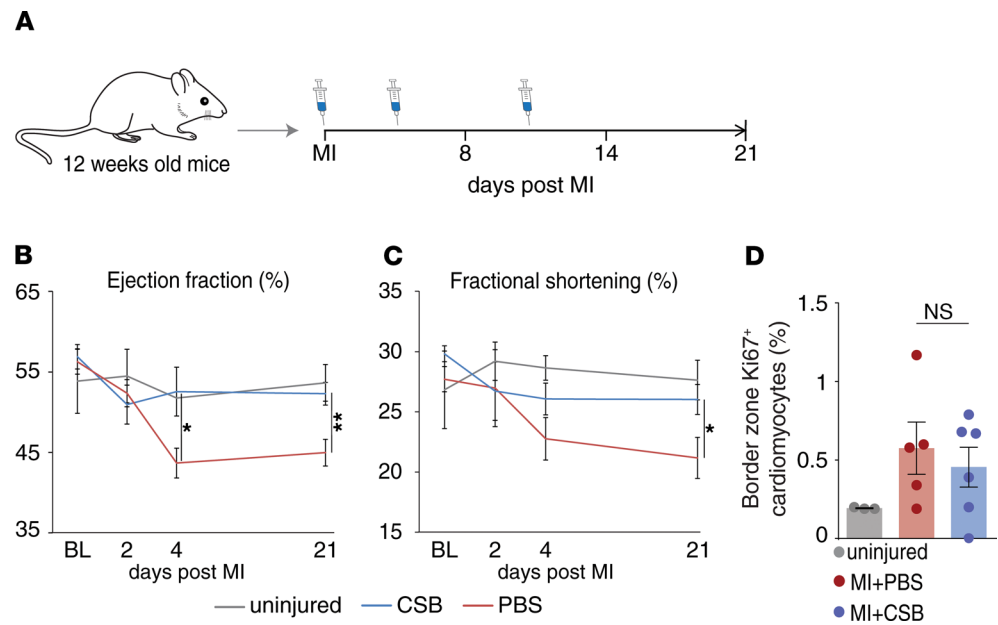 A
12 weeks old mice
MI
8
14
21
days post MI
B
Ejection fraction (%)
65
55
45
35
*
**
BL
2
4
21
days post MI
C
Fractional shortening (%)
35
30
25
20
15
*
BL
2
4
21
days post MI
uninjured
CSB
PBS
D
Border zone Ki67⁺
cardiomyocytes (%)
1.5
1
0.5
0
NS
uninjured
MI+PBS
MI+CSB